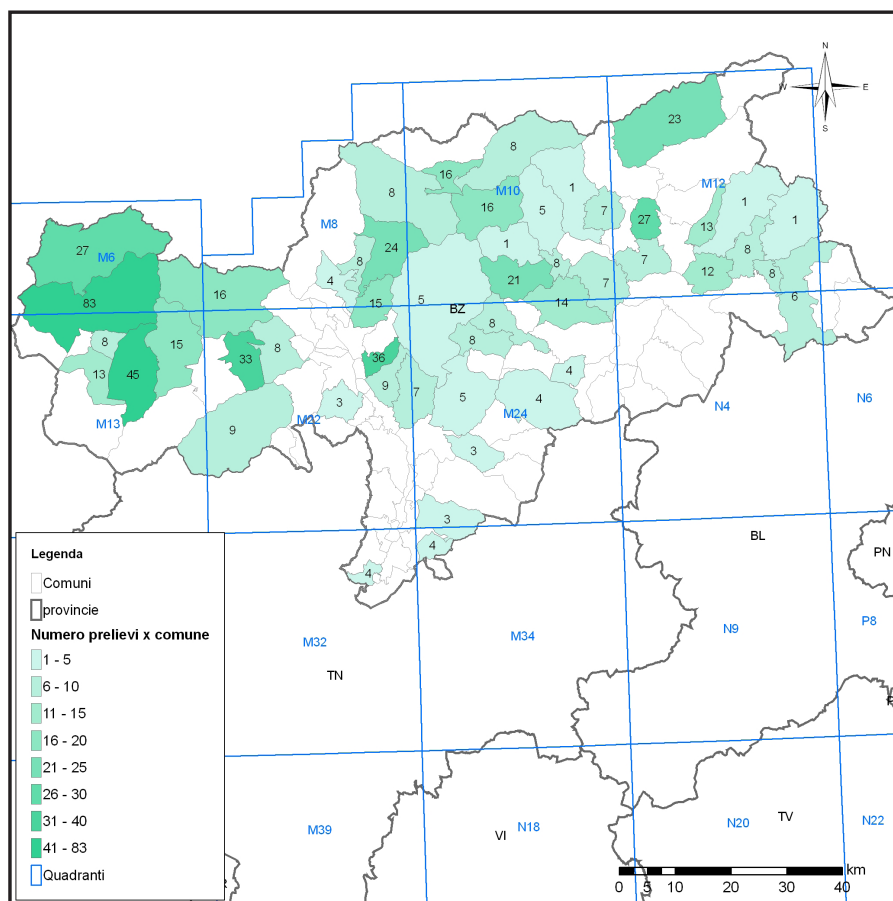 N
W E
S
23
8
16
M10
8
1
M12
16
5
7
27
1
1
M8
13
27
24
1
8
M6
8
8
7
4
21
12
8
7
83
16
15
5
BZ
14
6
8
8
15
8
33
8
36
13
45
4
9
7
5
4
3
M24
N4
N6
M13
M22
9
3
3
4
4
BL
PN
Legenda
Comuni
provincie
Numero prelievi x comune
1 - 5
6 - 10
11 - 15
16 - 20
21 - 25
26 - 30
31 - 40
41 - 83
Quadranti
M32
M34
N9
P8
TN
M39
VI
N18
N20
TV
N22
km
0 5 10 20 30 40